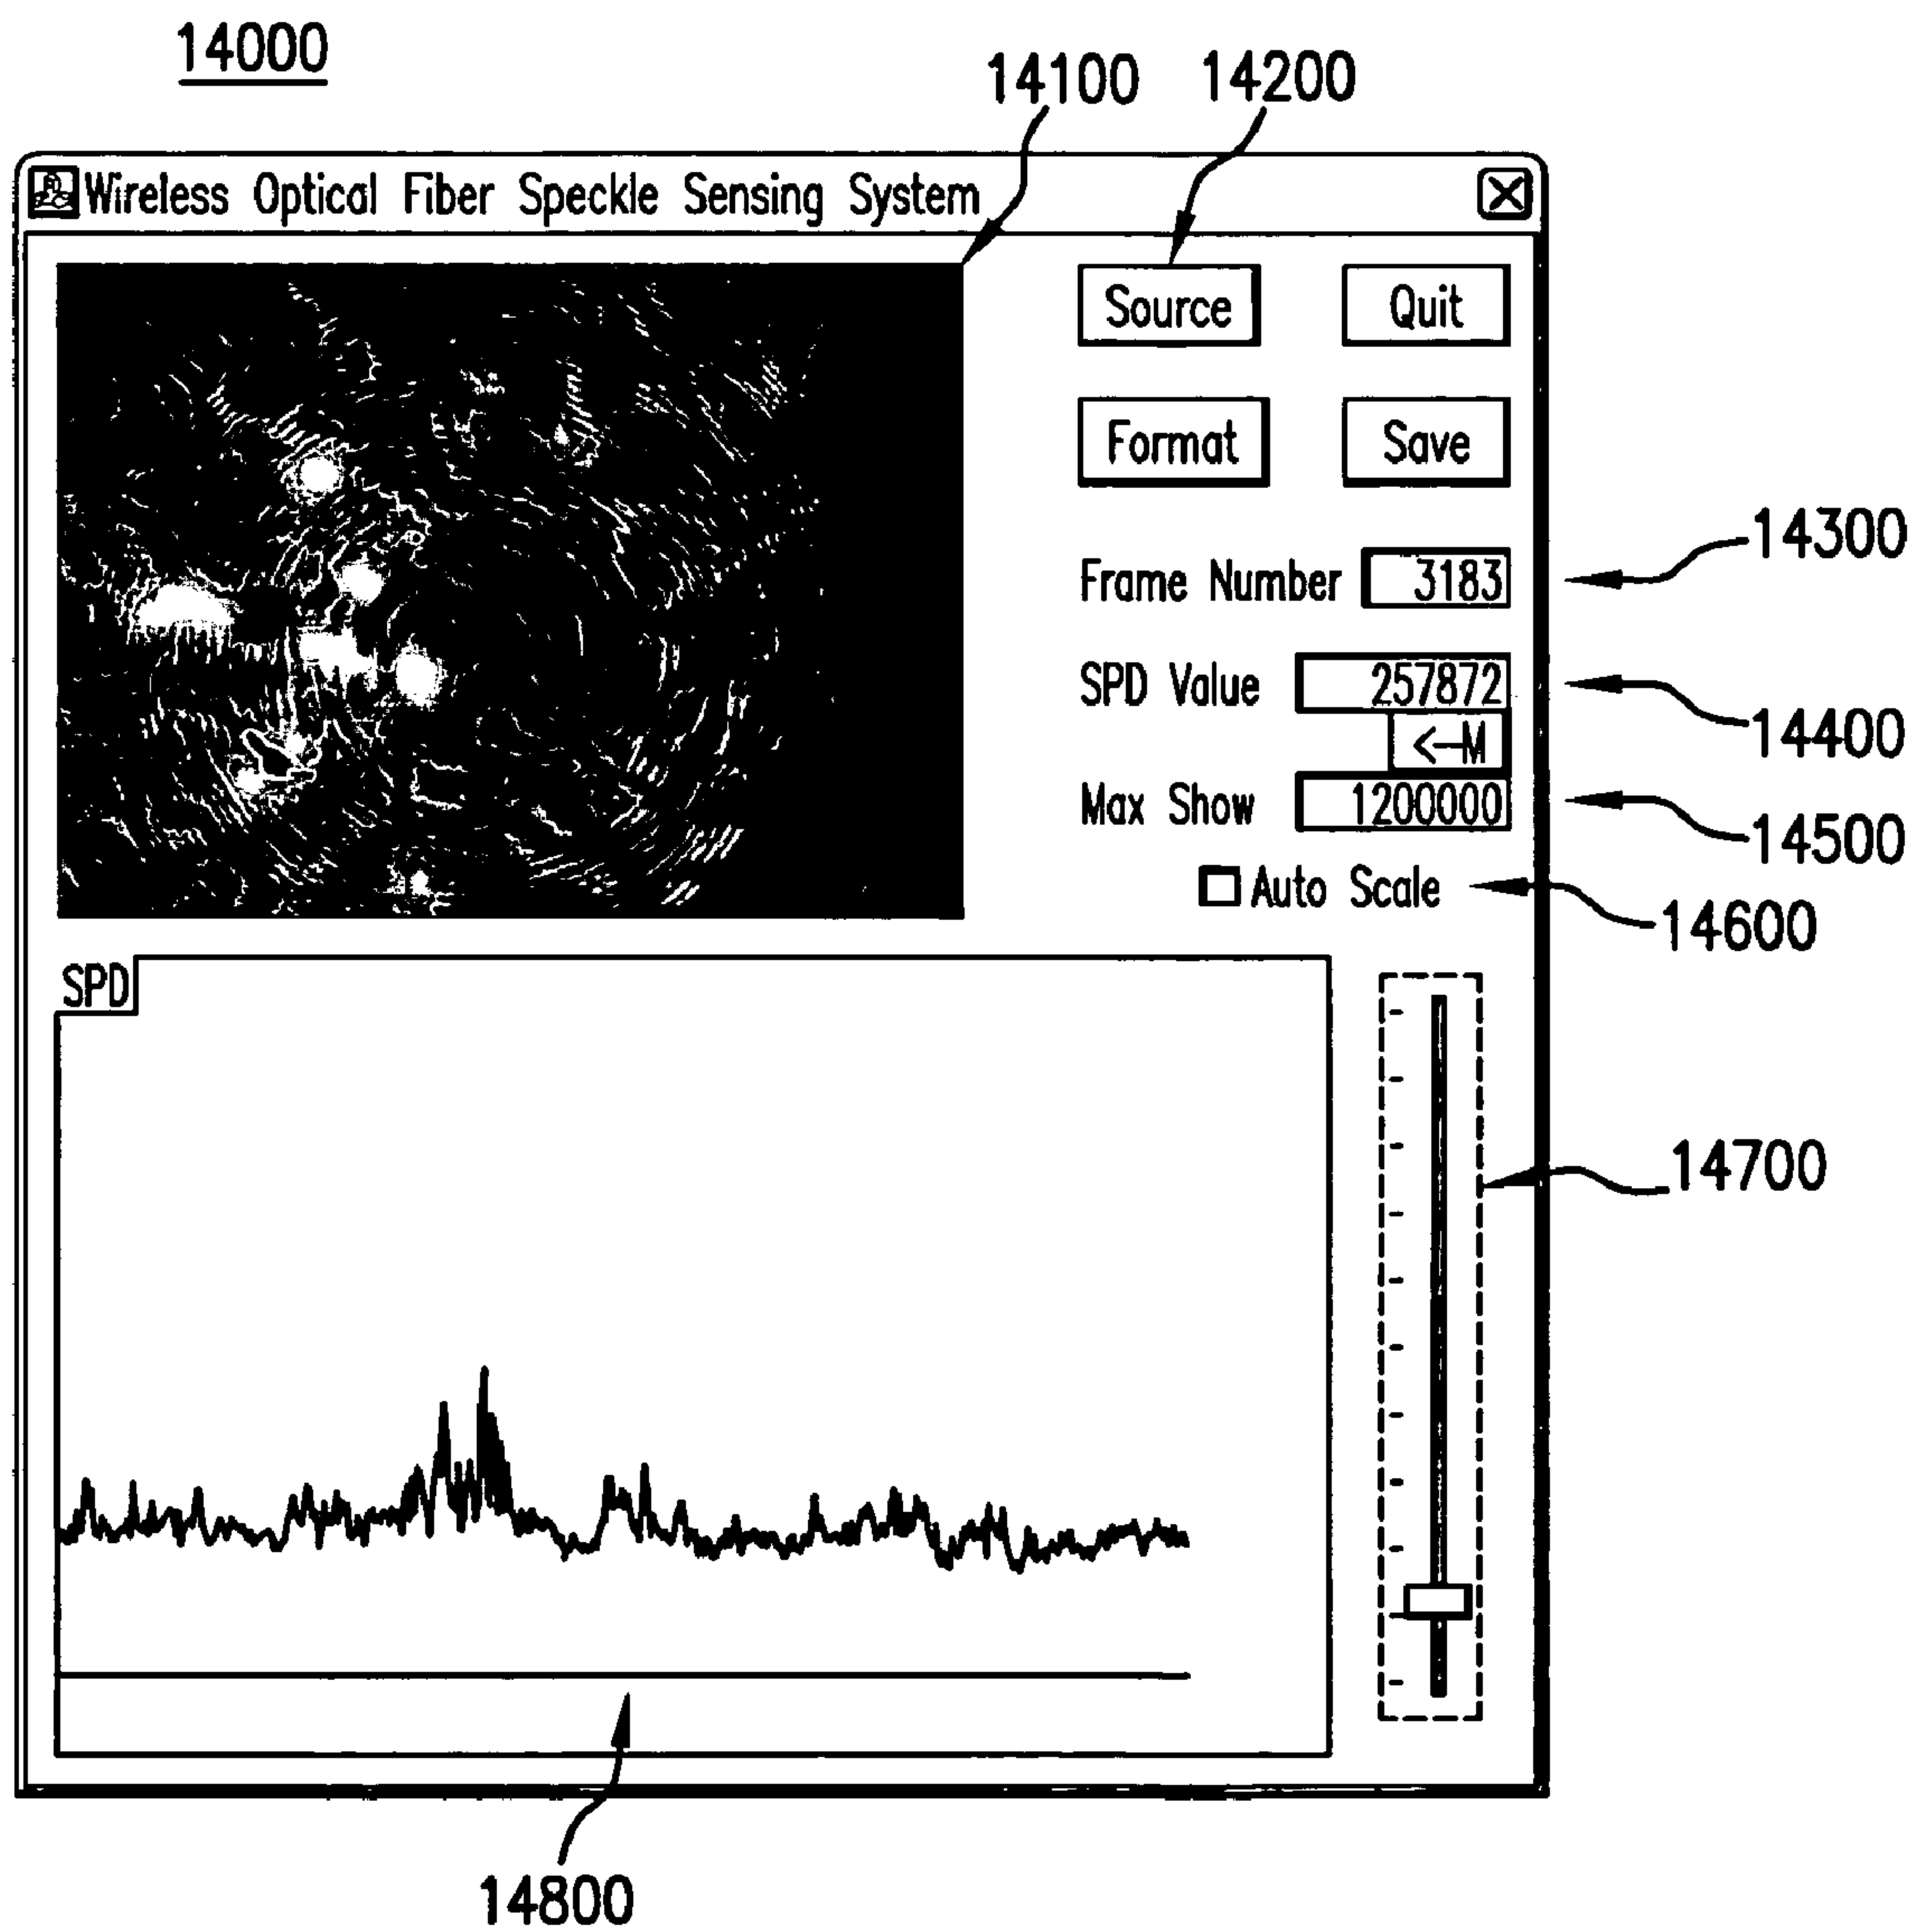 14000
14100
14200
Wireless Optical Fiber Speckle Sensing System
Source
Quit
Format
Save
Frame Number 3183
14300
SPD Value 257872
14400
<—M
Max Show 1200000
14500
Auto Scale
14600
SPD
14700
14800